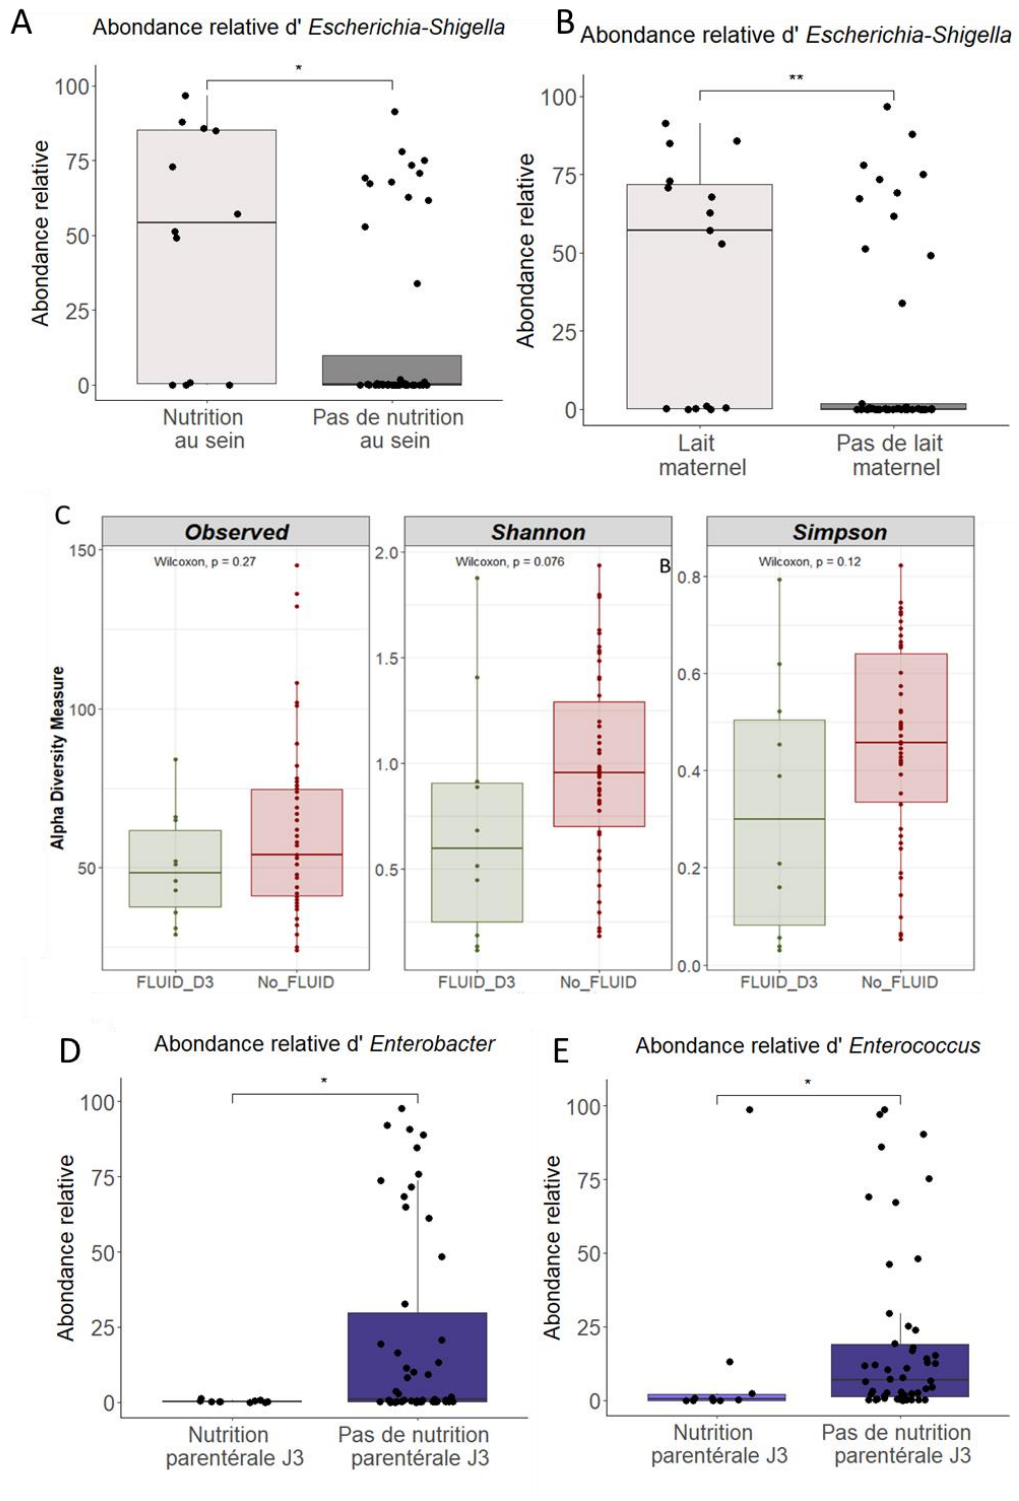 A
Abondance relative d' Escherichia-Shigella
*
Abondance relative
100
75
50
25
0
Nutrition
au sein
Pas de nutrition
au sein
B
Abondance relative d' Escherichia-Shigella
**
Abondance relative
100
75
50
25
0
Lait
maternel
Pas de lait
maternel
C
Alpha Diversity Measure
Observed
Wilcoxon, p = 0.27
150
100
50
FLUID_D3
No_FLUID
Shannon
Wilcoxon, p = 0.076
2.0
1.5
1.0
0.5
FLUID_D3
No_FLUID
B
Simpson
Wilcoxon, p = 0.12
0.8
0.6
0.4
0.2
0.0
FLUID_D3
No_FLUID
D
Abondance relative d' Enterobacter
*
Abondance relative
100
75
50
25
0
Nutrition
parentérale J3
Pas de nutrition
parentérale J3
E
Abondance relative d' Enterococcus
*
Abondance relative
100
75
50
25
0
Nutrition
parentérale J3
Pas de nutrition
parentérale J3